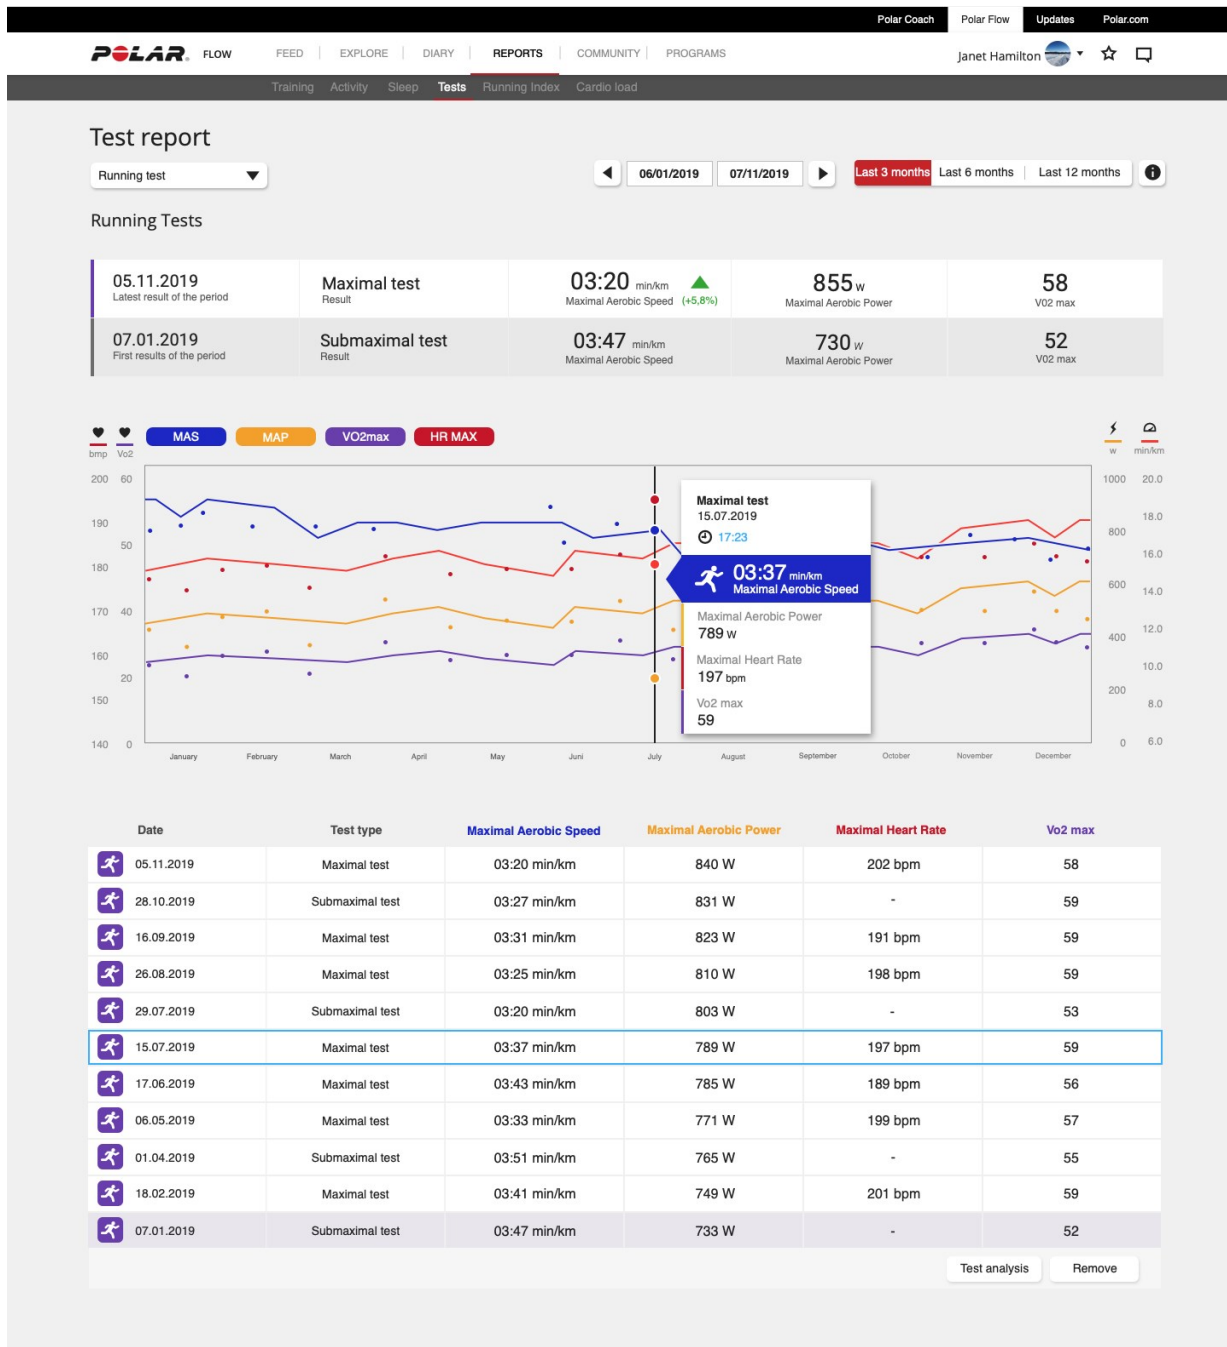 Polar Coach Polar Flow Updates Polar.com
POLAR. FLOW FEED EXPLORE DIARY REPORTS COMMUNITY PROGRAMS Janet Hamilton
Training Activity Sleep Tests Running Index Cardio load
Test report
Running test 06/01/2019 07/11/2019 Last 3 months Last 6 months Last 12 months
Running Tests
05.11.2019 Maximal test 03:20 min/km 855 w 58
Latest result of the period Result Maximal Aerobic Speed (+5,8%) Maximal Aerobic Power V02 max
07.01.2019 Submaximal test 03:47 min/km 730 w 52
First results of the period Result Maximal Aerobic Speed Maximal Aerobic Power V02 max
MAS MAP VO2max HR MAX
bmp Vo2 w min/km
200 60 1000 20.0
190 18.0
50 800
180 16.0
600
170 40 14.0
400 12.0
160 10.0
20 200
150 8.0
140 0 0 6.0
Maximal test
15.07.2019
17:23
03:37 min/km
Maximal Aerobic Speed
Maximal Aerobic Power
789 w
Maximal Heart Rate
197 bpm
Vo2 max
59
January February March April May Juni July August September October November December
Date Test type Maximal Aerobic Speed Maximal Aerobic Power Maximal Heart Rate Vo2 max
05.11.2019 Maximal test 03:20 min/km 840 W 202 bpm 58
28.10.2019 Submaximal test 03:27 min/km 831 W - 59
16.09.2019 Maximal test 03:31 min/km 823 W 191 bpm 59
26.08.2019 Maximal test 03:25 min/km 810 W 198 bpm 59
29.07.2019 Submaximal test 03:20 min/km 803 W - 53
15.07.2019 Maximal test 03:37 min/km 789 W 197 bpm 59
17.06.2019 Maximal test 03:43 min/km 785 W 189 bpm 56
06.05.2019 Maximal test 03:33 min/km 771 W 199 bpm 57
01.04.2019 Submaximal test 03:51 min/km 765 W - 55
18.02.2019 Maximal test 03:41 min/km 749 W 201 bpm 59
07.01.2019 Submaximal test 03:47 min/km 733 W - 52
Test analysis Remove